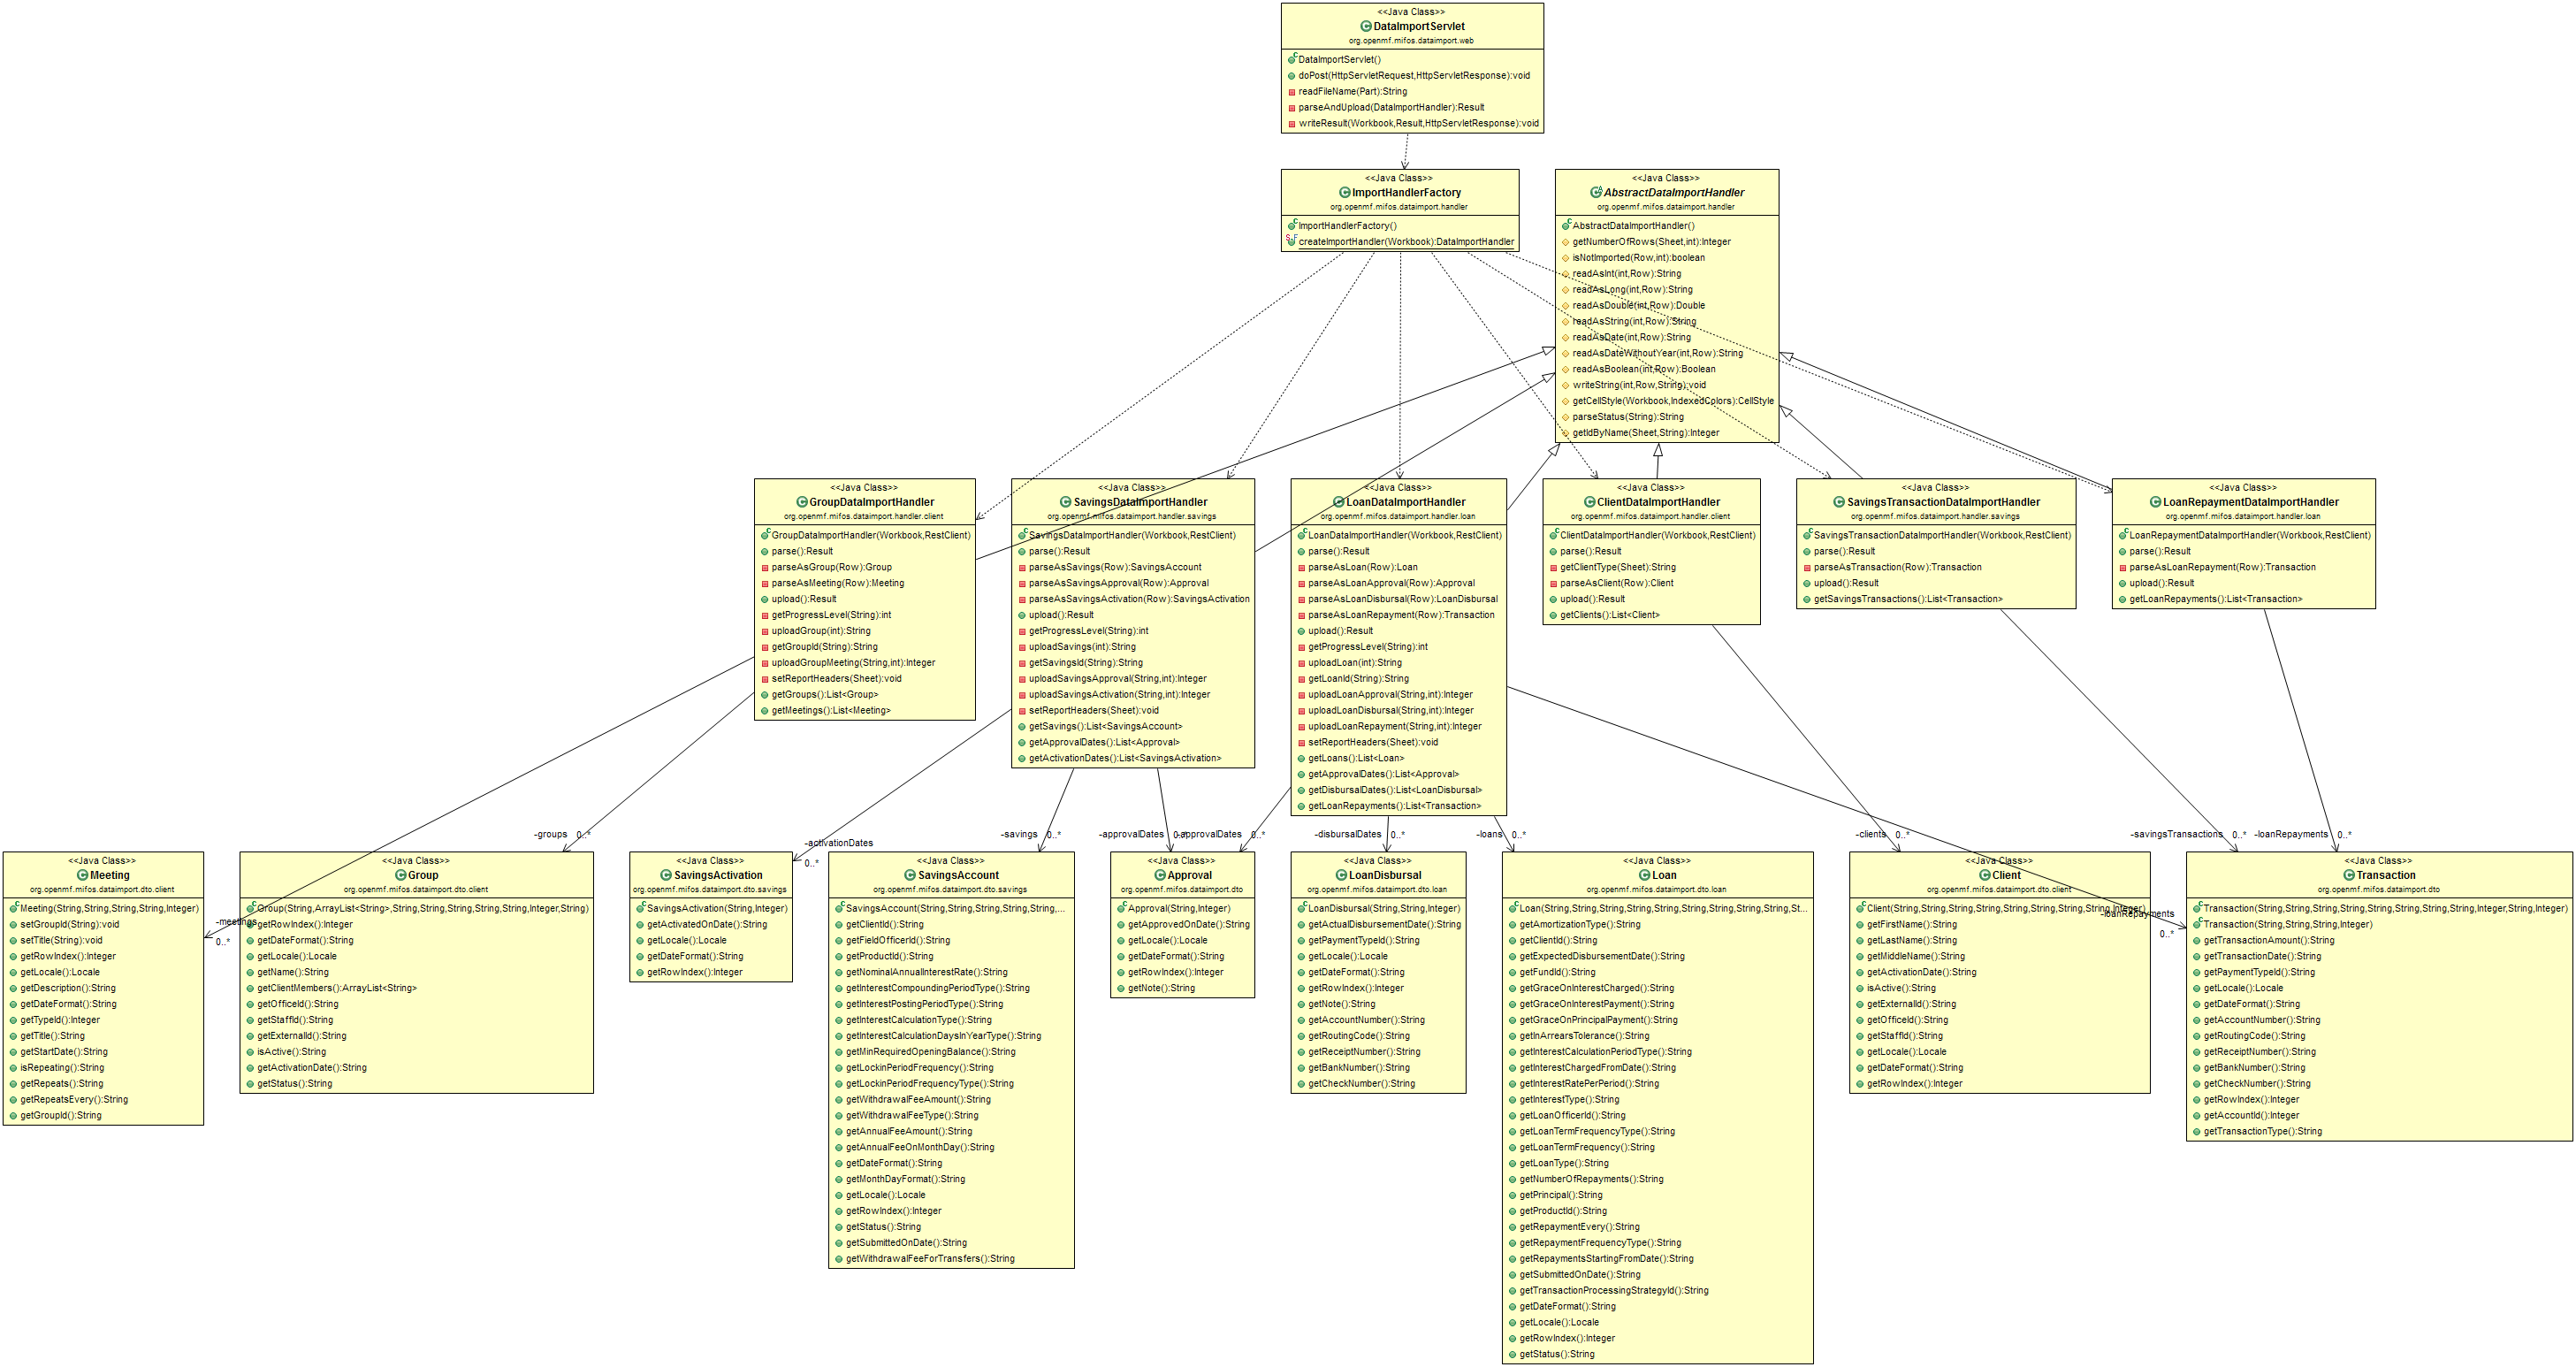 <<Java Class>>
DataImportServlet
org.openmf.mifos.dataimport.web
DataImportServlet()
doPost(HttpServletRequest,HttpServletResponse):void
readFileName(Part):String
parseAndUpload(DataImportHandler):Result
writeResult(Workbook,Result,HttpServletResponse):void
<<Java Class>>
ImportHandlerFactory
org.openmf.mifos.dataimport.handler
ImportHandlerFactory()
createImportHandler(Workbook):DataImportHandler
<<Java Class>>
AbstractDataImportHandler
org.openmf.mifos.dataimport.handler
AbstractDataImportHandler()
getNumberOfRows(Sheet,int):Integer
isNotImported(Row,int):boolean
readAsInt(int,Row):String
readAsLong(int,Row):String
readAsDouble(int,Row):Double
readAsString(int,Row):String
readAsDate(int,Row):String
readAsDateWithoutYear(int,Row):String
readAsBoolean(int,Row):Boolean
writeString(int,Row,String):void
getCellStyle(Workbook,IndexedColors):CellStyle
parseStatus(String):String
getIdByName(Sheet,String):Integer
<<Java Class>>
GroupDataImportHandler
org.openmf.mifos.dataimport.handler.client
GroupDataImportHandler(Workbook,RestClient)
parse():Result
parseAsGroup(Row):Group
parseAsMeeting(Row):Meeting
upload():Result
getProgressLevel(String):int
uploadGroup(int):String
getGroupId(String):String
uploadGroupMeeting(String,int):Integer
setReportHeaders(Sheet):void
getGroups():List<Group>
getMeetings():List<Meeting>
<<Java Class>>
SavingsDataImportHandler
org.openmf.mifos.dataimport.handler.savings
SavingsDataImportHandler(Workbook,RestClient)
parse():Result
parseAsSavings(Row):SavingsAccount
parseAsSavingsApproval(Row):Approval
parseAsSavingsActivation(Row):SavingsActivation
upload():Result
getProgressLevel(String):int
uploadSavings(int):String
getSavingsId(String):String
uploadSavingsApproval(String,int):Integer
uploadSavingsActivation(String,int):Integer
setReportHeaders(Sheet):void
getSavings():List<SavingsAccount>
getApprovalDates():List<Approval>
getActivationDates():List<SavingsActivation>
<<Java Class>>
LoanDataImportHandler
org.openmf.mifos.dataimport.handler.loan
LoanDataImportHandler(Workbook,RestClient)
parse():Result
parseAsLoan(Row):Loan
parseAsLoanApproval(Row):Approval
parseAsLoanDisbursal(Row):LoanDisbursal
parseAsLoanRepayment(Row):Transaction
upload():Result
getProgressLevel(String):int
uploadLoan(int):String
getLoanId(String):String
uploadLoanApproval(String,int):Integer
uploadLoanDisbursal(String,int):Integer
uploadLoanRepayment(String,int):Integer
setReportHeaders(Sheet):void
getLoans():List<Loan>
getApprovalDates():List<Approval>
getDisbursalDates():List<LoanDisbursal>
getLoanRepayments():List<Transaction>
<<Java Class>>
ClientDataImportHandler
org.openmf.mifos.dataimport.handler.client
ClientDataImportHandler(Workbook,RestClient)
parse():Result
getClientType(Sheet):String
parseAsClient(Row):Client
upload():Result
getClients():List<Client>
<<Java Class>>
SavingsTransactionDataImportHandler
org.openmf.mifos.dataimport.handler.savings
SavingsTransactionDataImportHandler(Workbook,RestClient)
parse():Result
parseAsTransaction(Row):Transaction
upload():Result
getSavingsTransactions():List<Transaction>
<<Java Class>>
LoanRepaymentDataImportHandler
org.openmf.mifos.dataimport.handler.loan
LoanRepaymentDataImportHandler(Workbook,RestClient)
parse():Result
parseAsLoanRepayment(Row):Transaction
upload():Result
getLoanRepayments():List<Transaction>
-groups 0..*
-activationDates
0..*
-savings 0..*
-approvalDates 0..*
-approvalDates 0..*
-disbursalDates 0..*
-loans 0..*
-clients 0..*
-savingsTransactions 0..*
-loanRepayments 0..*
-meetings
0..*
-loanRepayments
0..*
<<Java Class>>
Meeting
org.openmf.mifos.dataimport.dto.client
Meeting(String,String,String,String,Integer)
setGroupId(String):void
setTitle(String):void
getRowIndex():Integer
getLocale():Locale
getDescription():String
getDateFormat():String
getTypeId():Integer
getTitle():String
getStartDate():String
isRepeating():String
getRepeats():String
getRepeatsEvery():String
getGroupId():String
<<Java Class>>
Group
org.openmf.mifos.dataimport.dto.client
Group(String,ArrayList<String>,String,String,String,String,String,Integer,String)
getRowIndex():Integer
getDateFormat():String
getLocale():Locale
getName():String
getClientMembers():ArrayList<String>
getOfficeId():String
getStaffId():String
getExternalId():String
isActive():String
getActivationDate():String
getStatus():String
<<Java Class>>
SavingsActivation
org.openmf.mifos.dataimport.dto.savings
SavingsActivation(String,Integer)
getActivatedOnDate():String
getLocale():Locale
getDateFormat():String
getRowIndex():Integer
<<Java Class>>
SavingsAccount
org.openmf.mifos.dataimport.dto.savings
SavingsAccount(String,String,String,String,String,...
getClientId():String
getFieldOfficerId():String
getProductId():String
getNominalAnnualInterestRate():String
getInterestCompoundingPeriodType():String
getInterestPostingPeriodType():String
getInterestCalculationType():String
getInterestCalculationDaysInYearType():String
getMinRequiredOpeningBalance():String
getLockinPeriodFrequency():String
getLockinPeriodFrequencyType():String
getWithdrawalFeeAmount():String
getWithdrawalFeeType():String
getAnnualFeeAmount():String
getAnnualFeeOnMonthDay():String
getDateFormat():String
getMonthDayFormat():String
getLocale():Locale
getRowIndex():Integer
getStatus():String
getSubmittedOnDate():String
getWithdrawalFeeForTransfers():String
<<Java Class>>
Approval
org.openmf.mifos.dataimport.dto
Approval(String,Integer)
getApprovedOnDate():String
getLocale():Locale
getDateFormat():String
getRowIndex():Integer
getNote():String
<<Java Class>>
LoanDisbursal
org.openmf.mifos.dataimport.dto.loan
LoanDisbursal(String,String,Integer)
getActualDisbursementDate():String
getPaymentTypeId():String
getLocale():Locale
getDateFormat():String
getRowIndex():Integer
getNote():String
getAccountNumber():String
getRoutingCode():String
getReceiptNumber():String
getBankNumber():String
getCheckNumber():String
<<Java Class>>
Loan
org.openmf.mifos.dataimport.dto.loan
Loan(String,String,String,String,String,String,String,String,String,St...
getAmortizationType():String
getClientId():String
getExpectedDisbursementDate():String
getFundId():String
getGraceOnInterestCharged():String
getGraceOnInterestPayment():String
getGraceOnPrincipalPayment():String
getInArrearsTolerance():String
getInterestCalculationPeriodType():String
getInterestChargedFromDate():String
getInterestRatePerPeriod():String
getInterestType():String
getLoanOfficerId():String
getLoanTermFrequencyType():String
getLoanTermFrequency():String
getLoanType():String
getNumberOfRepayments():String
getPrincipal():String
getProductId():String
getRepaymentEvery():String
getRepaymentFrequencyType():String
getRepaymentsStartingFromDate():String
getSubmittedOnDate():String
getTransactionProcessingStrategyId():String
getDateFormat():String
getLocale():Locale
getRowIndex():Integer
getStatus():String
<<Java Class>>
Client
org.openmf.mifos.dataimport.dto.client
Client(String,String,String,String,String,String,String,Integer)
getFirstName():String
getLastName():String
getMiddleName():String
getActivationDate():String
isActive():String
getExternalId():String
getOfficeId():String
getStaffId():String
getLocale():Locale
getDateFormat():String
getRowIndex():Integer
<<Java Class>>
Transaction
org.openmf.mifos.dataimport.dto
Transaction(String,String,String,String,String,String,String,String,Integer,String,Integer)
Transaction(String,String,String,Integer)
getTransactionAmount():String
getTransactionDate():String
getPaymentTypeId():String
getLocale():Locale
getDateFormat():String
getAccountNumber():String
getRoutingCode():String
getReceiptNumber():String
getBankNumber():String
getCheckNumber():String
getRowIndex():Integer
getAccountId():Integer
getTransactionType():String